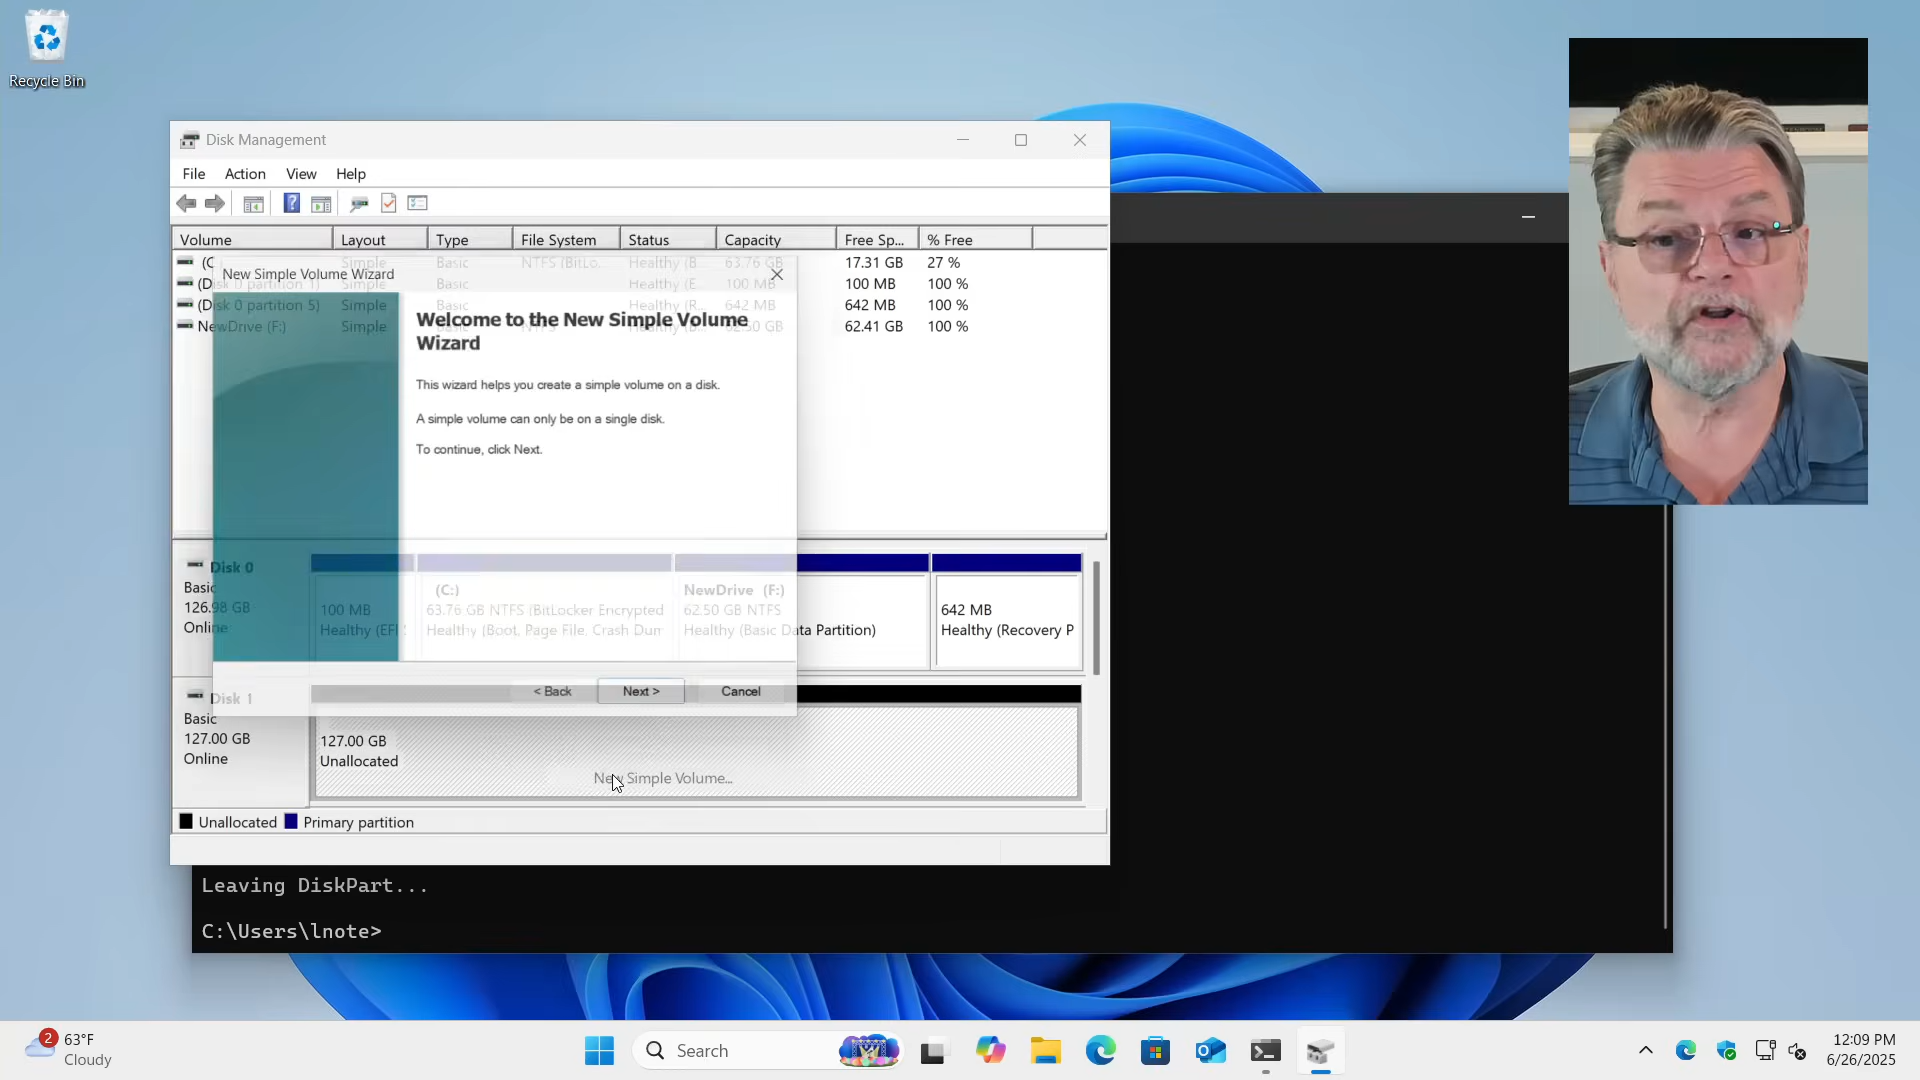 Recycle Bin
Disk Management
File Action View Help
Volume Layout Type File System Status Capacity Free Sp... % Free
(C Simple Basic NTFS (BitLo... Healthy (B 63.76 GB 17.31 GB 27 %
(Disk 0 partition 1) Simple Basic Healthy (E 100 MB 100 MB 100 %
(Disk 0 partition 5) Simple Basic Healthy (R 642 MB 642 MB 100 %
NewDrive (F:) Simple 62.50 GB 62.41 GB 100 %
New Simple Volume Wizard
Welcome to the New Simple Volume
Wizard
This wizard helps you create a simple volume on a disk.
A simple volume can only be on a single disk.
To continue, click Next.
< Back Next > Cancel
Disk 0
Basic
126.98 GB
Online
100 MB
Healthy (EFI
(C:)
63.76 GB NTFS (BitLocker Encrypted
Healthy (Boot, Page File, Crash Dum
NewDrive (F:)
62.50 GB NTFS
Healthy (Basic Data Partition)
642 MB
Healthy (Recovery P
Disk 1
Basic
127.00 GB
Online
127.00 GB
Unallocated
New Simple Volume...
Unallocated Primary partition
Leaving DiskPart...
C:\Users\lnote>
2
63°F
Cloudy
Search
12:09 PM
6/26/2025